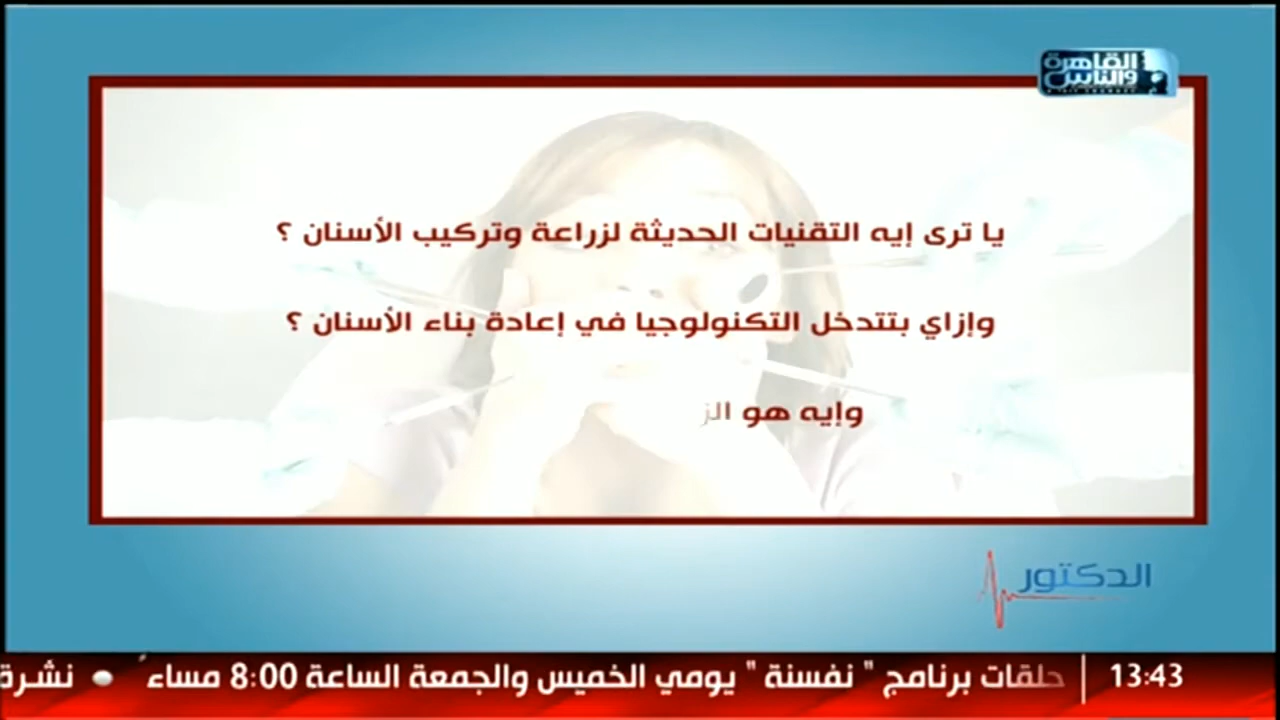 القاهرة
والناس
يا ترى إيه التقنيات الحديثة لزراعة وتركيب الأسنان ؟
وإزاي بتتدخل التكنولوجيا في إعادة بناء الأسنان ؟
وإيه هو
الدكتور
13:43 حلقات برنامج " نفسنة " يومي الخميس والجمعة الساعة 8:00 مساءً • نشرة